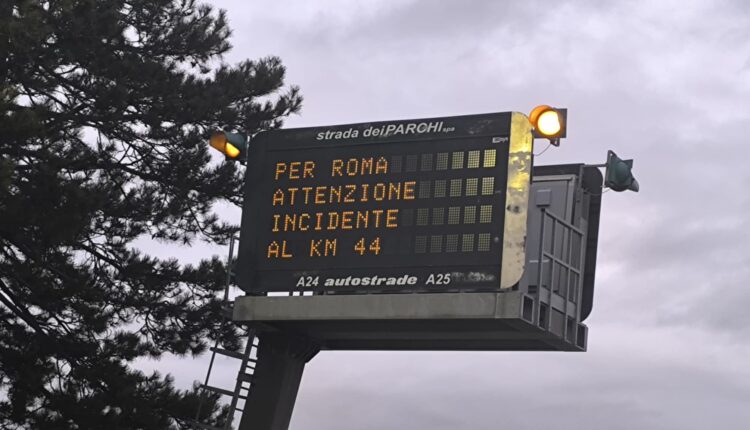 strada dei PARCHI spa
PER ROMA
ATTENZIONE
INCIDENTE
AL KM 44
A24 autostrade A25